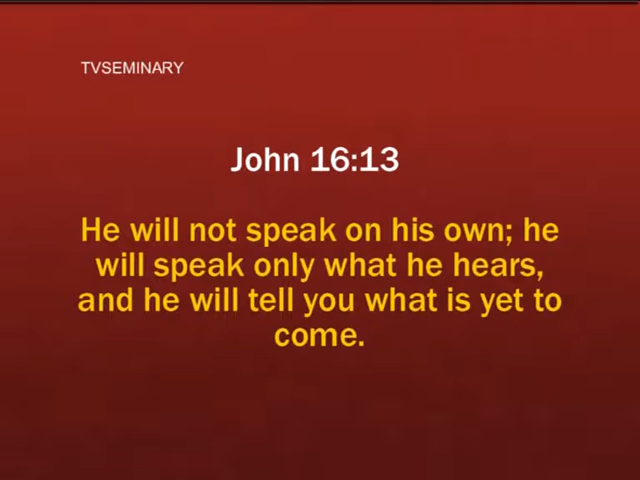 TVSEMINARY
John 16:13
He will not speak on his own; he
will speak only what he hears,
and he will tell you what is yet to
come.